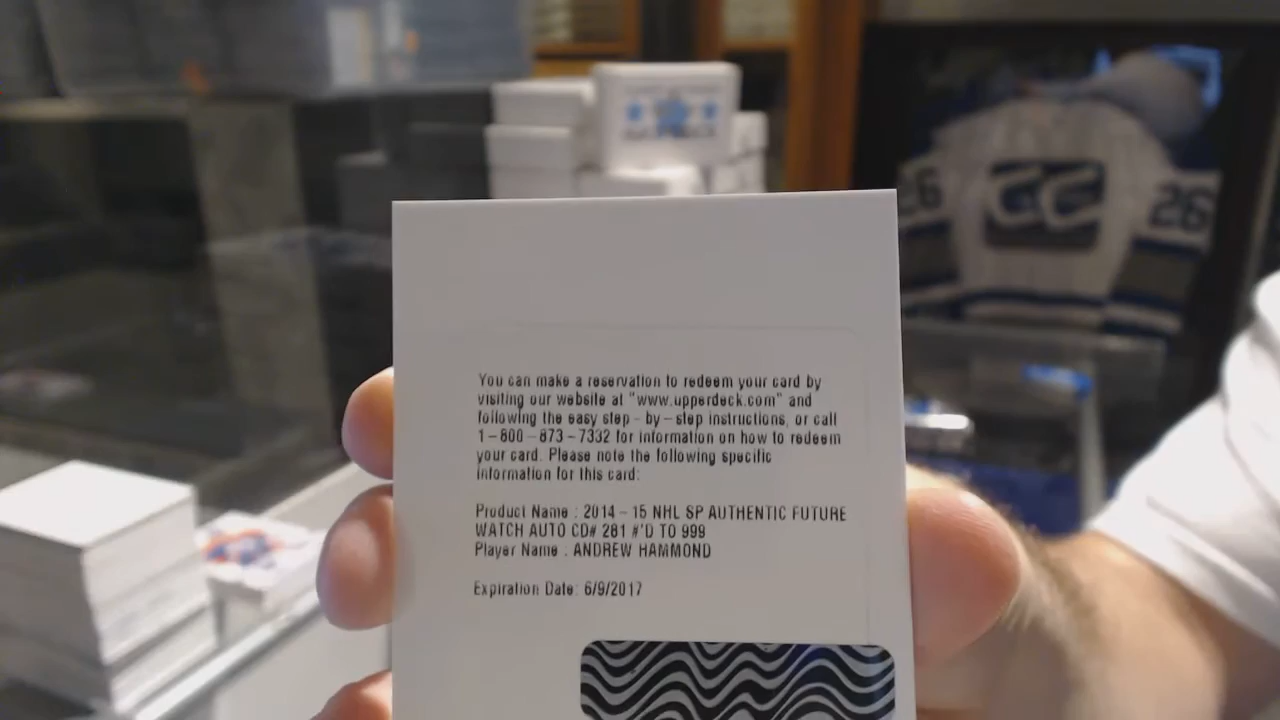 You can make a reservation to redeem your card by
visiting our website at "www.upperdeck.com" and
following the easy step - by - step instructions, or call
1 - 800 - 873 - 7332 for information on how to redeem
your card. Please note the following specific
information for this card:
Product Name : 2014 - 15 NHL SP AUTHENTIC FUTURE
WATCH AUTO CD# 281 #'D TO 999
Player Name : ANDREW HAMMOND
Expiration Date: 6/9/2017
26